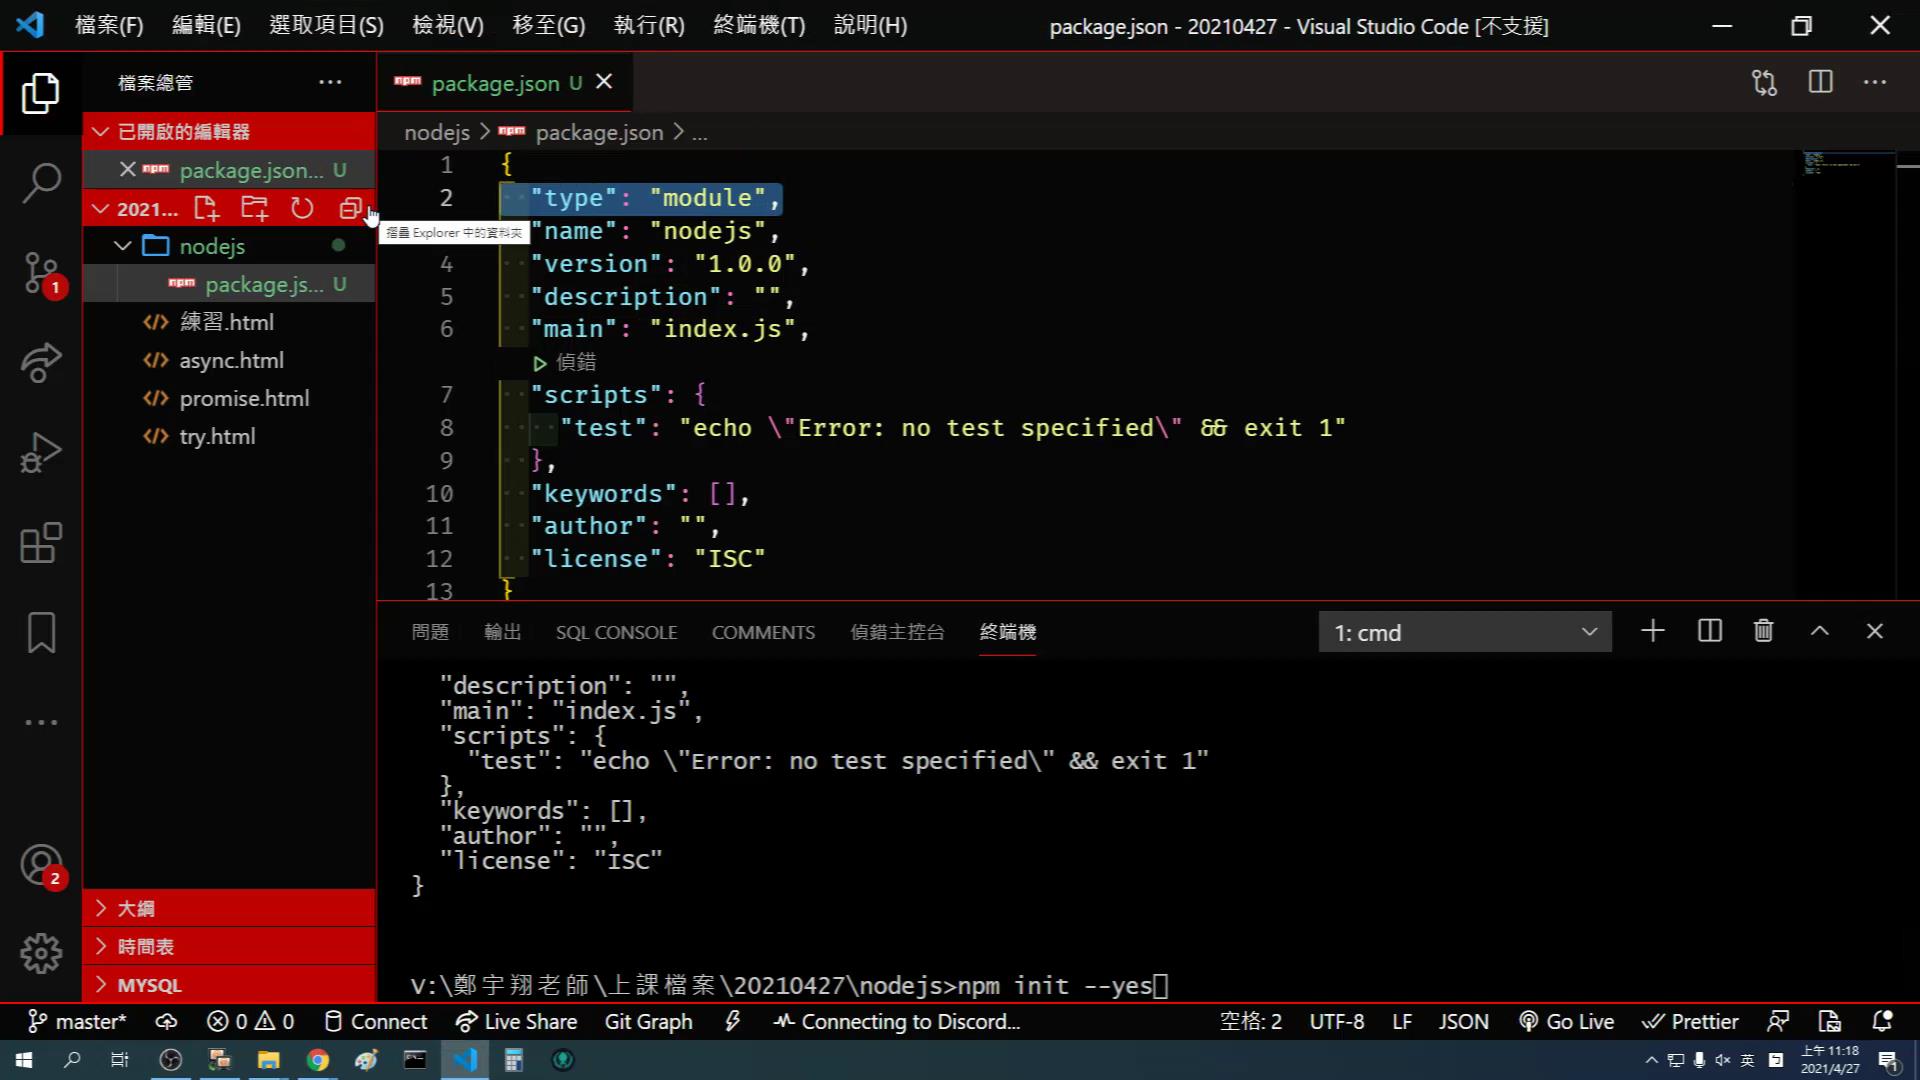 檔案(F) 編輯(E) 選取項目(S) 檢視(V) 移至(G) 執行(R) 終端機(T) 說明(H) package.json - 20210427 - Visual Studio Code [不支援]
檔案總管 ...
已開啟的編輯器
npm package.json... U
2021...
nodejs
npm package.js... U
練習.html
async.html
promise.html
try.html
大綱
時間表
MYSQL
1
2
摺疊 Explorer 中的資料夾
npm package.json U
nodejs > npm package.json > ...
1 {
2 "type": "module",
"name": "nodejs",
4 "version": "1.0.0",
5 "description": "",
6 "main": "index.js",
偵錯
7 "scripts": {
8 "test": "echo \"Error: no test specified\" && exit 1"
9 },
10 "keywords": [],
11 "author": "",
12 "license": "ISC"
13 }
問題 輸出 SQL CONSOLE COMMENTS 偵錯主控台 終端機 1: cmd
"description": "",
"main": "index.js",
"scripts": {
"test": "echo \"Error: no test specified\" && exit 1"
},
"keywords": [],
"author": "",
"license": "ISC"
}
V:\鄭宇翔老師\上課檔案\20210427\nodejs>npm init --yes
master* 0 0 Connect Live Share Git Graph Connecting to Discord... 空格: 2 UTF-8 LF JSON Go Live Prettier
英 上午 11:18
2021/4/27 1